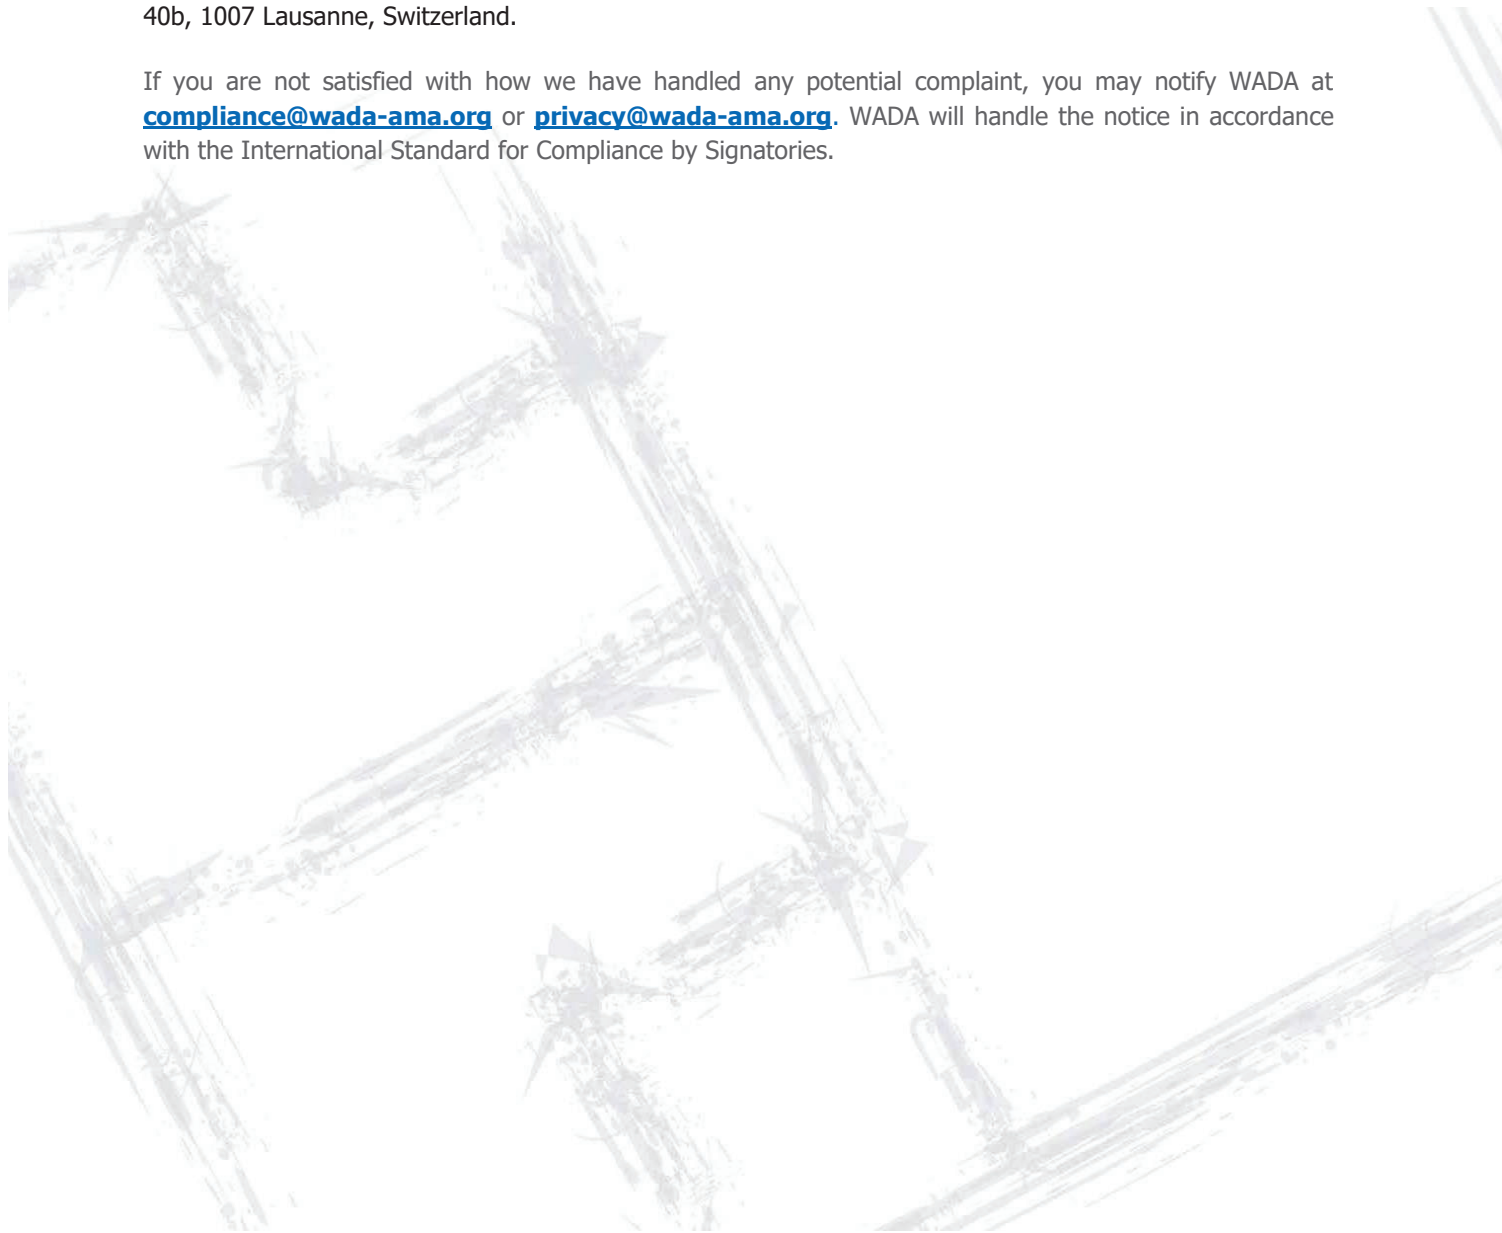 40b, 1007 Lausanne, Switzerland.
If you are not satisfied with how we have handled any potential complaint, you may notify WADA at
compliance@wada-ama.org or privacy@wada-ama.org. WADA will handle the notice in accordance
with the International Standard for Compliance by Signatories.